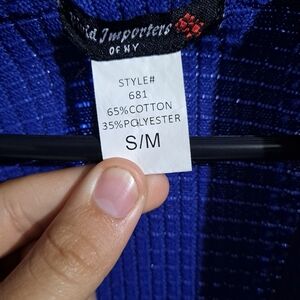 Importers
OF NY
STYLE#
681
65%COTTON
35%POLYESTER
S/M